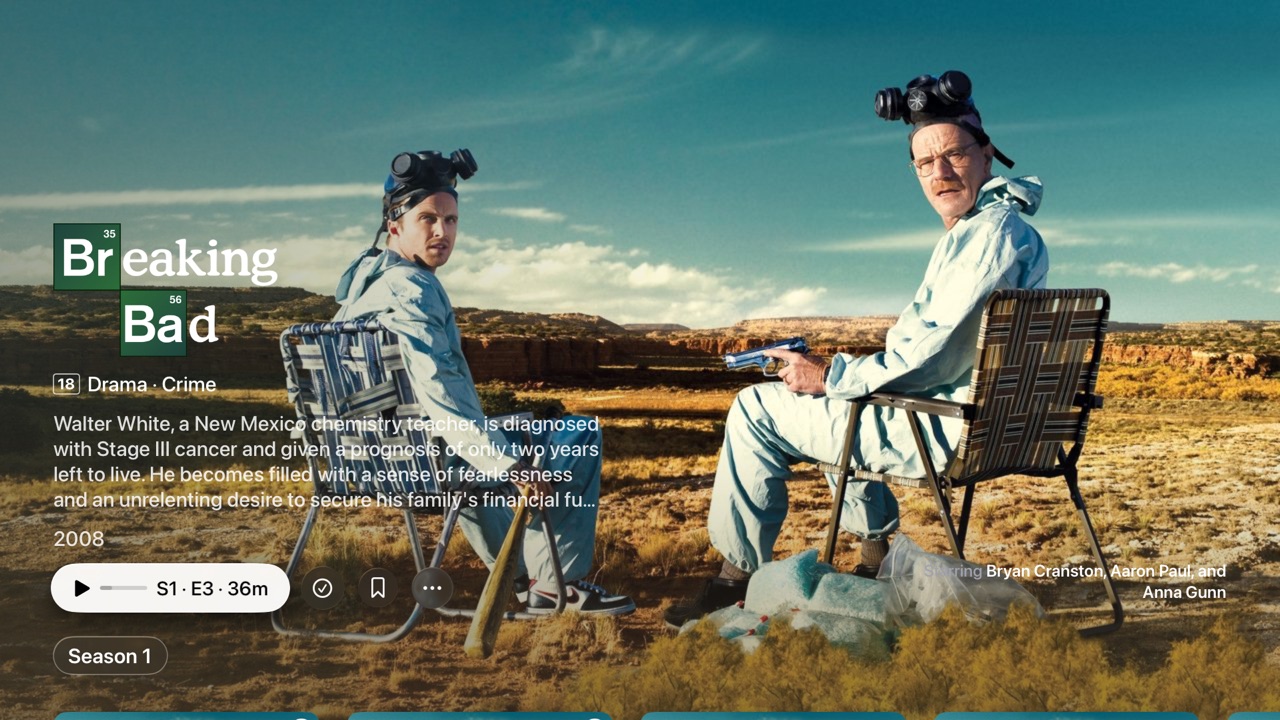 35
Breaking
56
Bad
18 Drama · Crime
Walter White, a New Mexico chemistry teacher, is diagnosed
with Stage III cancer and given a prognosis of only two years
left to live. He becomes filled with a sense of fearlessness
and an unrelenting desire to secure his family's financial fu...
2008
S1 · E3 · 36m
Starring Bryan Cranston, Aaron Paul, and
Anna Gunn
Season 1